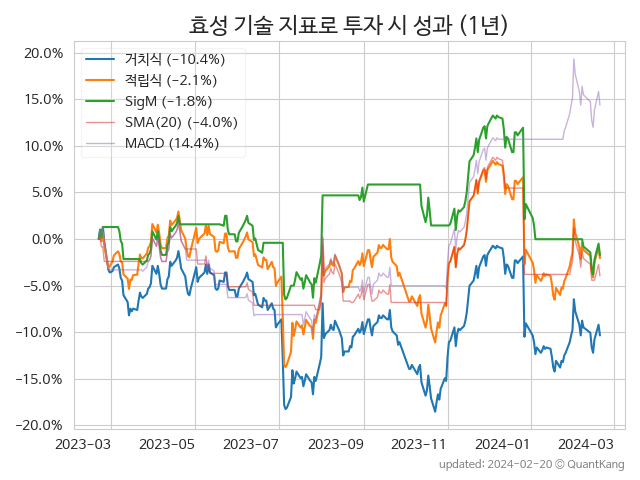 효성 기술 지표로 투자 시 성과 (1년)
거치식 (−10.4%)
적립식 (−2.1%)
SigM (−1.8%)
SMA(20) (−4.0%)
MACD (14.4%)
20.0%
15.0%
10.0%
5.0%
0.0%
−5.0%
−10.0%
−15.0%
−20.0%
2023-03 2023-05 2023-07 2023-09 2023-11 2024-01 2024-03
updated: 2024-02-20 © QuantKang